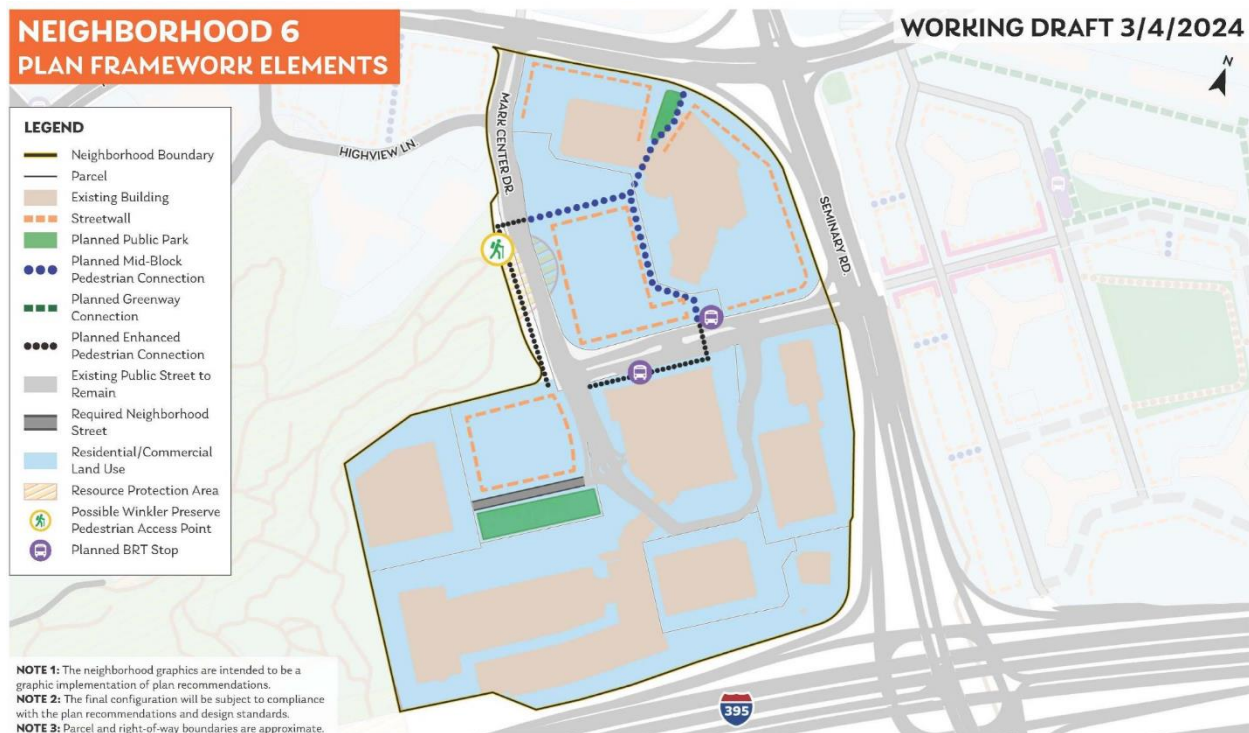 NEIGHBORHOOD 6
PLAN FRAMEWORK ELEMENTS
WORKING DRAFT 3/4/2024
N
LEGEND
Neighborhood Boundary
Parcel
Existing Building
Streetwall
Planned Public Park
Planned Mid-Block
Pedestrian Connection
Planned Greenway
Connection
Planned Enhanced
Pedestrian Connection
Existing Public Street to
Remain
Required Neighborhood
Street
Residential/Commercial
Land Use
Resource Protection Area
Possible Winkler Preserve
Pedestrian Access Point
Planned BRT Stop
HIGHVIEW LN.
MARK CENTER DR.
SEMINARY RD.
395
NOTE 1: The neighborhood graphics are intended to be a
graphic implementation of plan recommendations.
NOTE 2: The final configuration will be subject to compliance
with the plan recommendations and design standards.
NOTE 3: Parcel and right-of-way boundaries are approximate.